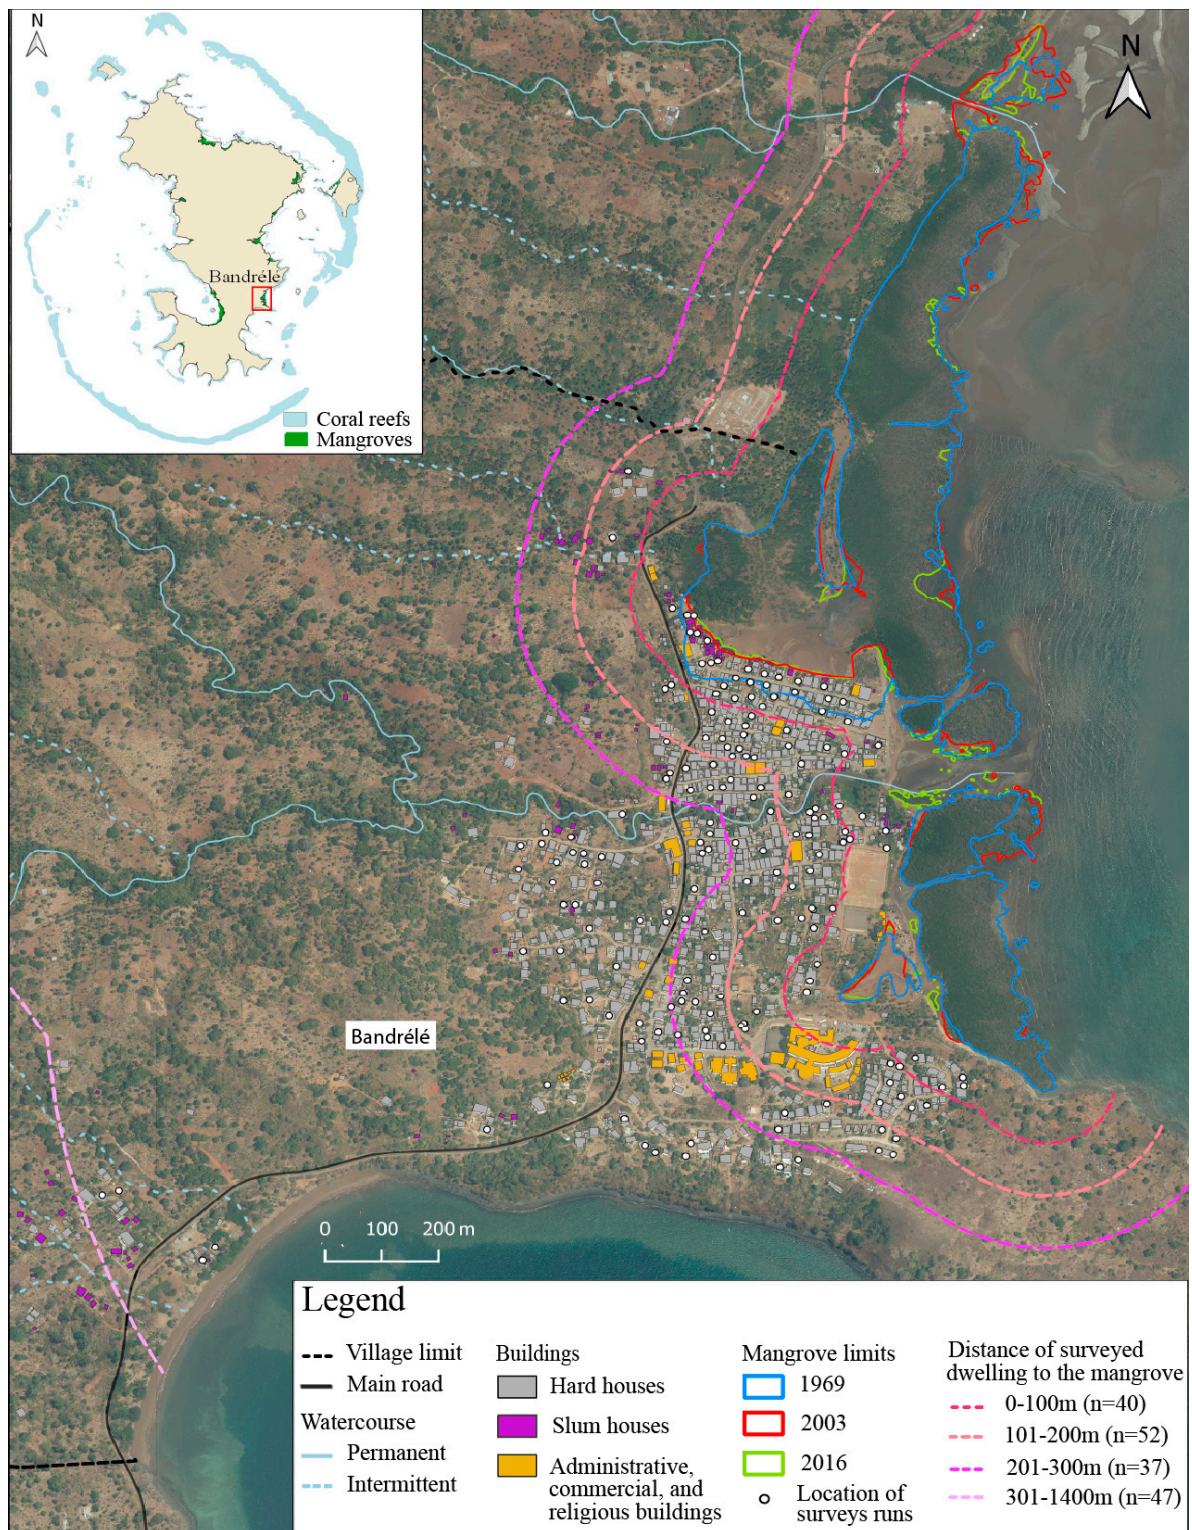 N
Bandrélé
Coral reefs
Mangroves
N
Bandrélé
0 100 200 m
Legend
Village limit
Main road
Watercourse
Permanent
Intermittent
Buildings
Hard houses
Slum houses
Administrative,
commercial, and
religious buildings
Mangrove limits
1969
2003
2016
Location of
surveys runs
Distance of surveyed
dwelling to the mangrove
0-100m (n=40)
101-200m (n=52)
201-300m (n=37)
301-1400m (n=47)